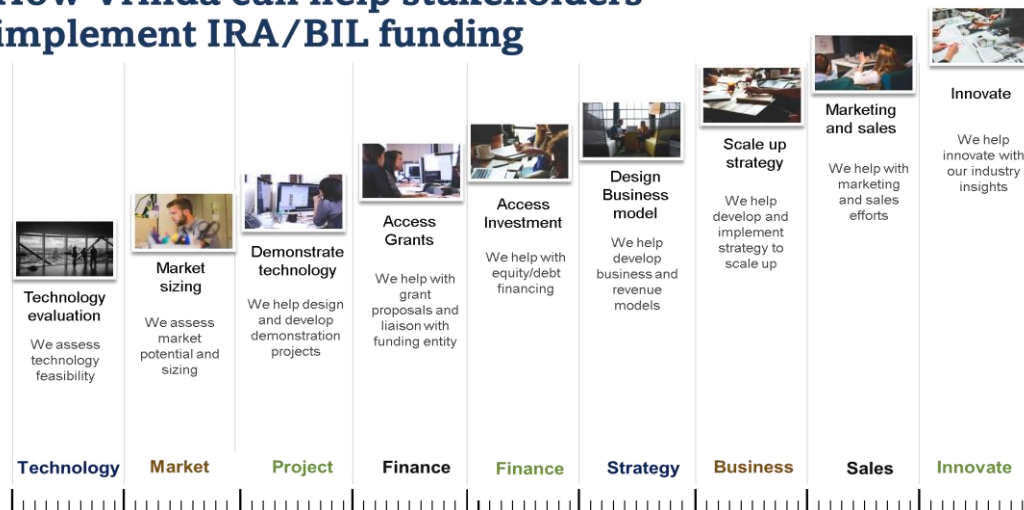 How Vrinda can help stakeholders
implement IRA/BIL funding
Technology
evaluation
We assess
technology
feasibility
Market
sizing
We assess
market
potential and
sizing
Demonstrate
technology
We help design
and develop
demonstration
projects
Access
Grants
We help with
grant
proposals and
liaison with
funding entity
Access
Investment
We help with
equity/debt
financing
Design
Business
model
We help
develop
business and
revenue
models
Scale up
strategy
We help
develop and
implement
strategy to
scale up
Marketing
and sales
We help with
marketing
and sales
efforts
Innovate
We help
innovate with
our industry
insights
Technology
Market
Project
Finance
Finance
Strategy
Business
Sales
Innovate